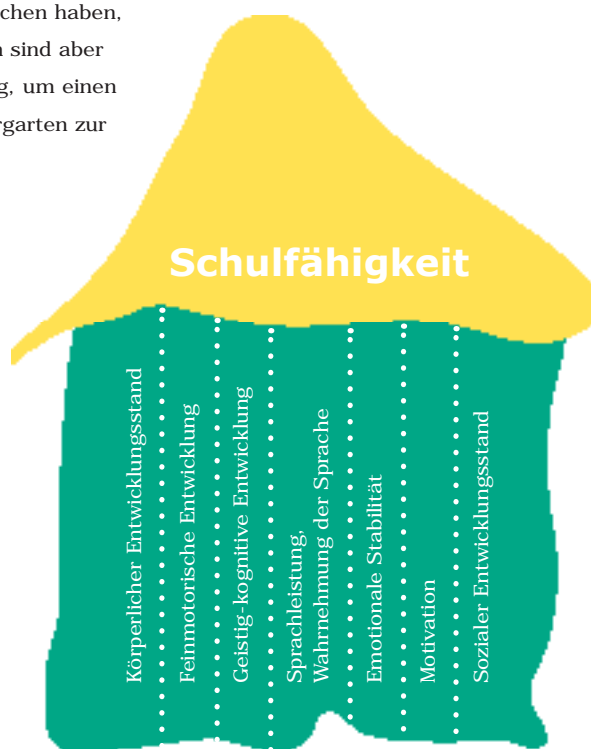 chen haben,
sind aber
, um einen
garten zur
Schulfähigkeit
Körperlicher Entwicklungsstand
Feinmotorische Entwicklung
Geistig-kognitive Entwicklung
Sprachleistung,
Wahrnehmung der Sprache
Emotionale Stabilität
Motivation
Sozialer Entwicklungsstand